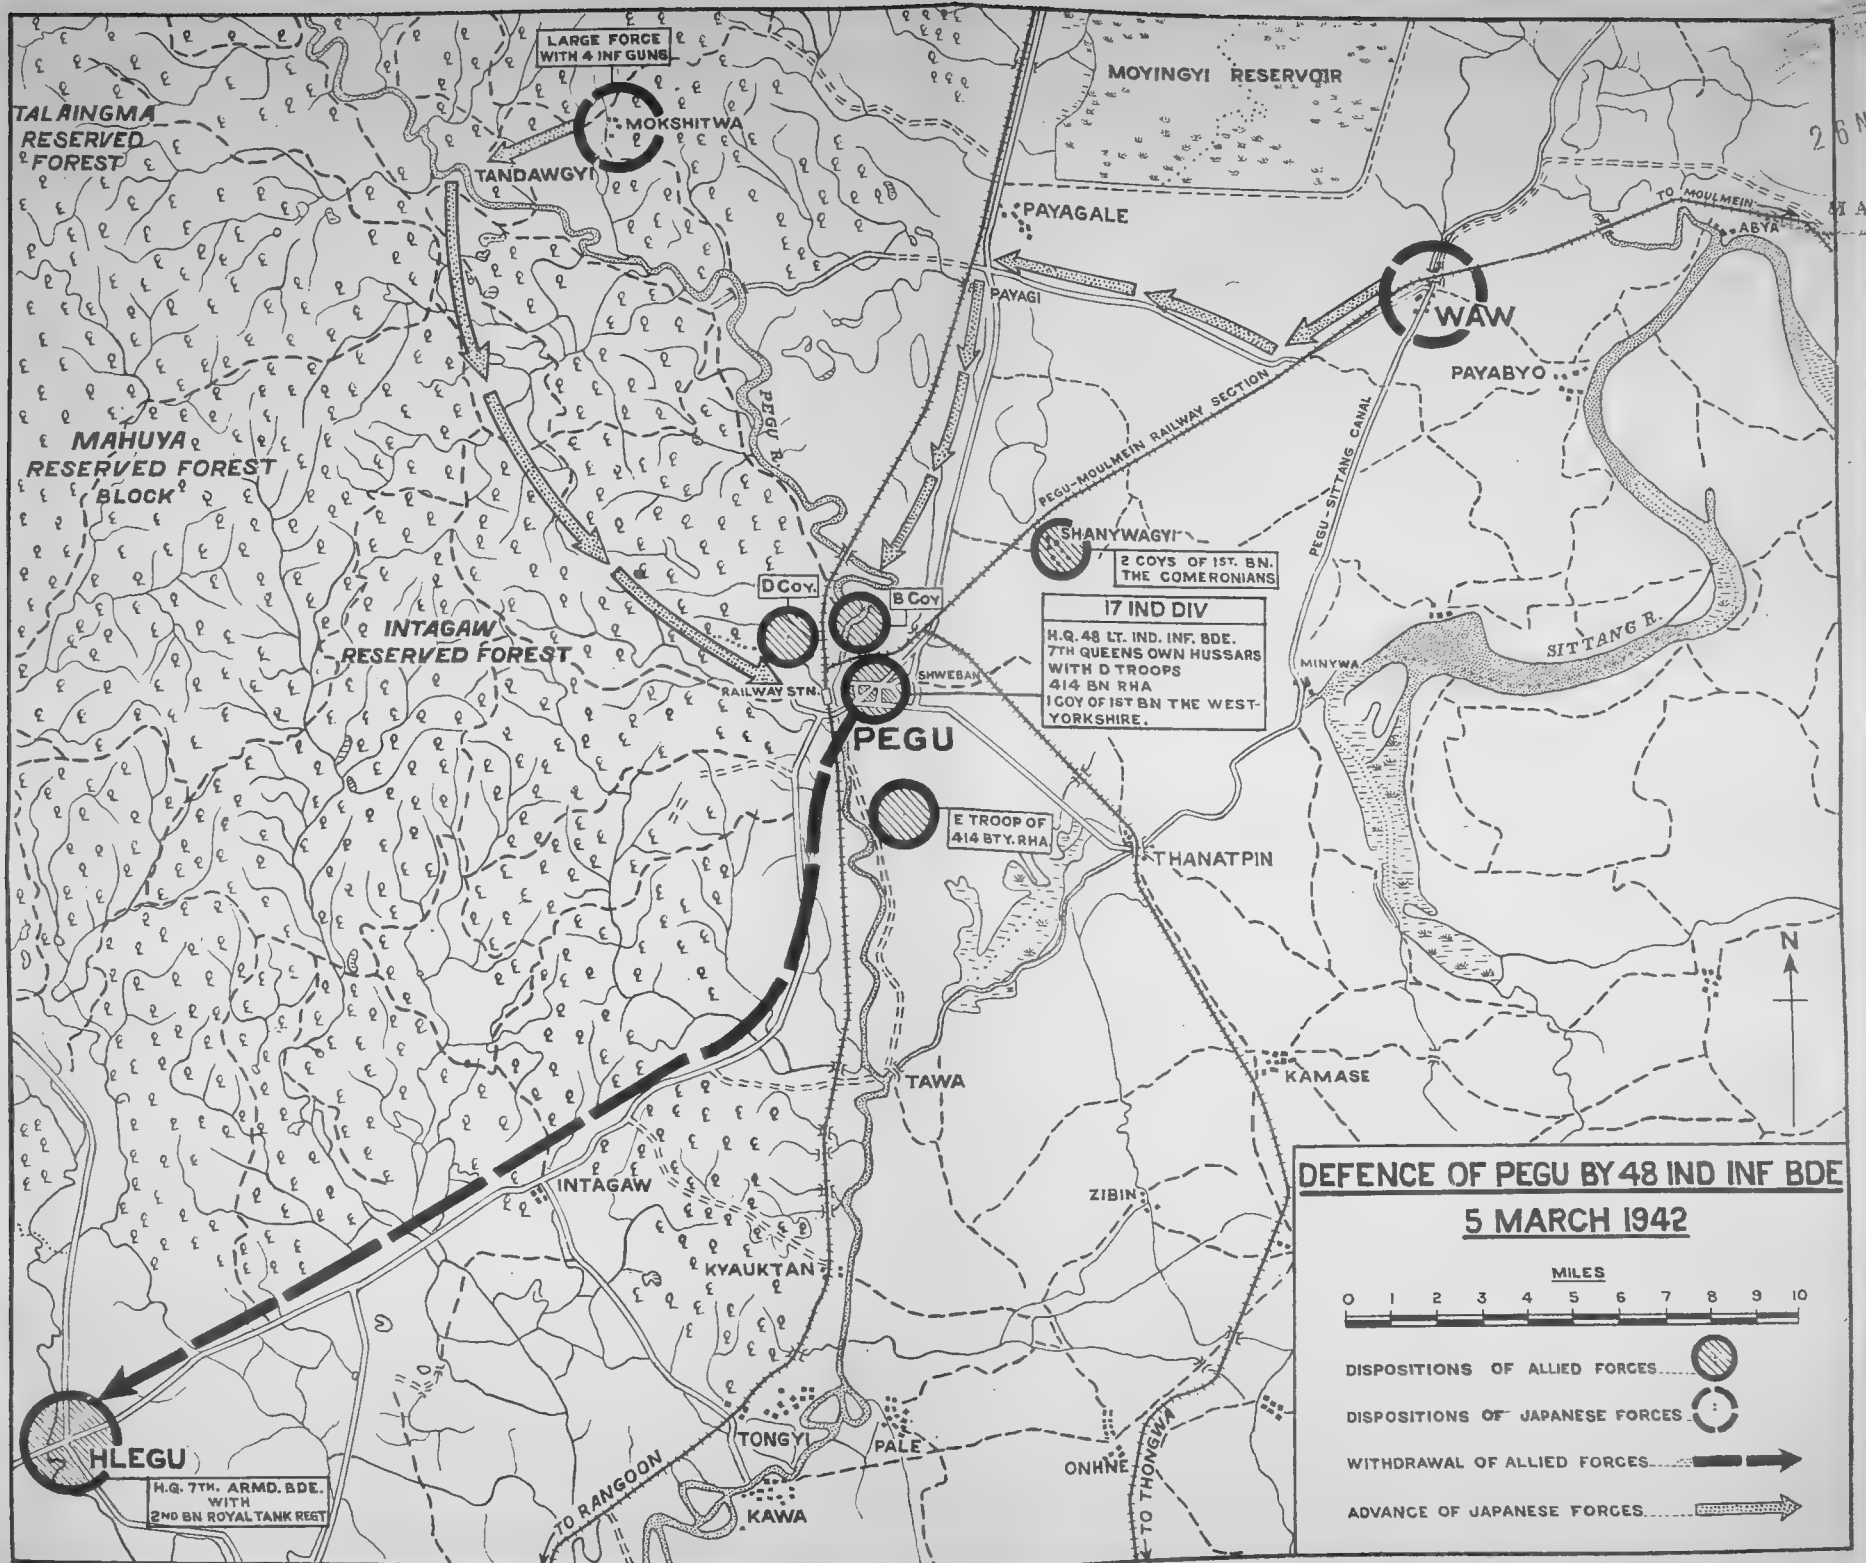 LARGE FORCE
WITH 4 INF GUNS
MOKSHITWA
TANDAWGYI
TALAINGMA
RESERVED
FOREST
MOYINGYI RESERVOIR
26
TO MOULMEIN
MA
ABYA
PAYAGALE
PAYAGI
WAW
PAYABYO
PEGU R.
MAHUYA
RESERVED FOREST
BLOCK
PEGU-MOULMEIN RAILWAY SECTION
PEGU-SITTANG CANAL
SHANYWAGYI
2 COYS OF 1ST. BN.
THE COMERONIANS
D COY.
B COY
INTAGAW
RESERVED FOREST
17 IND DIV
H.Q. 48 LT. IND. INF. BDE.
7TH QUEENS OWN HUSSARS
WITH D TROOPS
414 BN RHA
1 COY OF 1ST BN THE WEST-
YORKSHIRE.
SITTANG R.
MINYWA
RAILWAY STN.
SHWEBAN
PEGU
E TROOP OF
414 BTY. RHA
THANATPIN
N
TAWA
KAMASE
INTAGAW
ZIBIN
KYAUKTAN
HLEGU
H.Q. 7TH. ARMD. BDE.
WITH
2ND BN ROYAL TANK REGT
TONGYI
PALE
ONHNE
KAWA
TO RANGOON
TO THONGWA
DEFENCE OF PEGU BY 48 IND INF BDE
5 MARCH 1942
MILES
0 1 2 3 4 5 6 7 8 9 10
DISPOSITIONS OF ALLIED FORCES
DISPOSITIONS OF JAPANESE FORCES
WITHDRAWAL OF ALLIED FORCES
ADVANCE OF JAPANESE FORCES